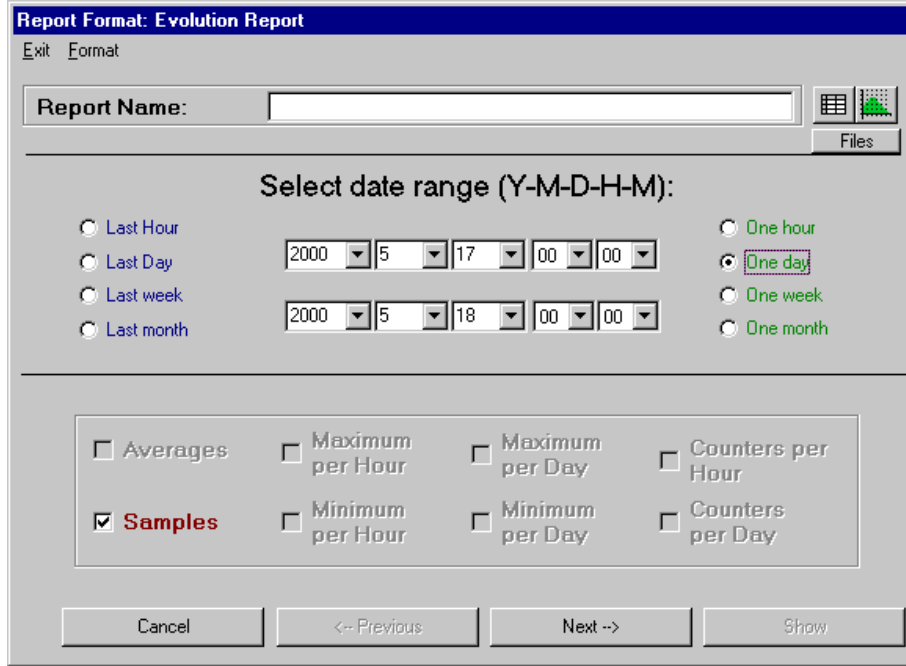 Report Format: Evolution Report
Exit Format
Report Name:
Files
Select date range (Y-M-D-H-M):
Last Hour
Last Day
Last week
Last month
2000 5 17 00 00
2000 5 18 00 00
One hour
One day
One week
One month
Averages
Maximum
per Hour
Maximum
per Day
Counters per
Hour
Samples
Minimum
per Hour
Minimum
per Day
Counters
per Day
Cancel
<-- Previous
Next -->
Show